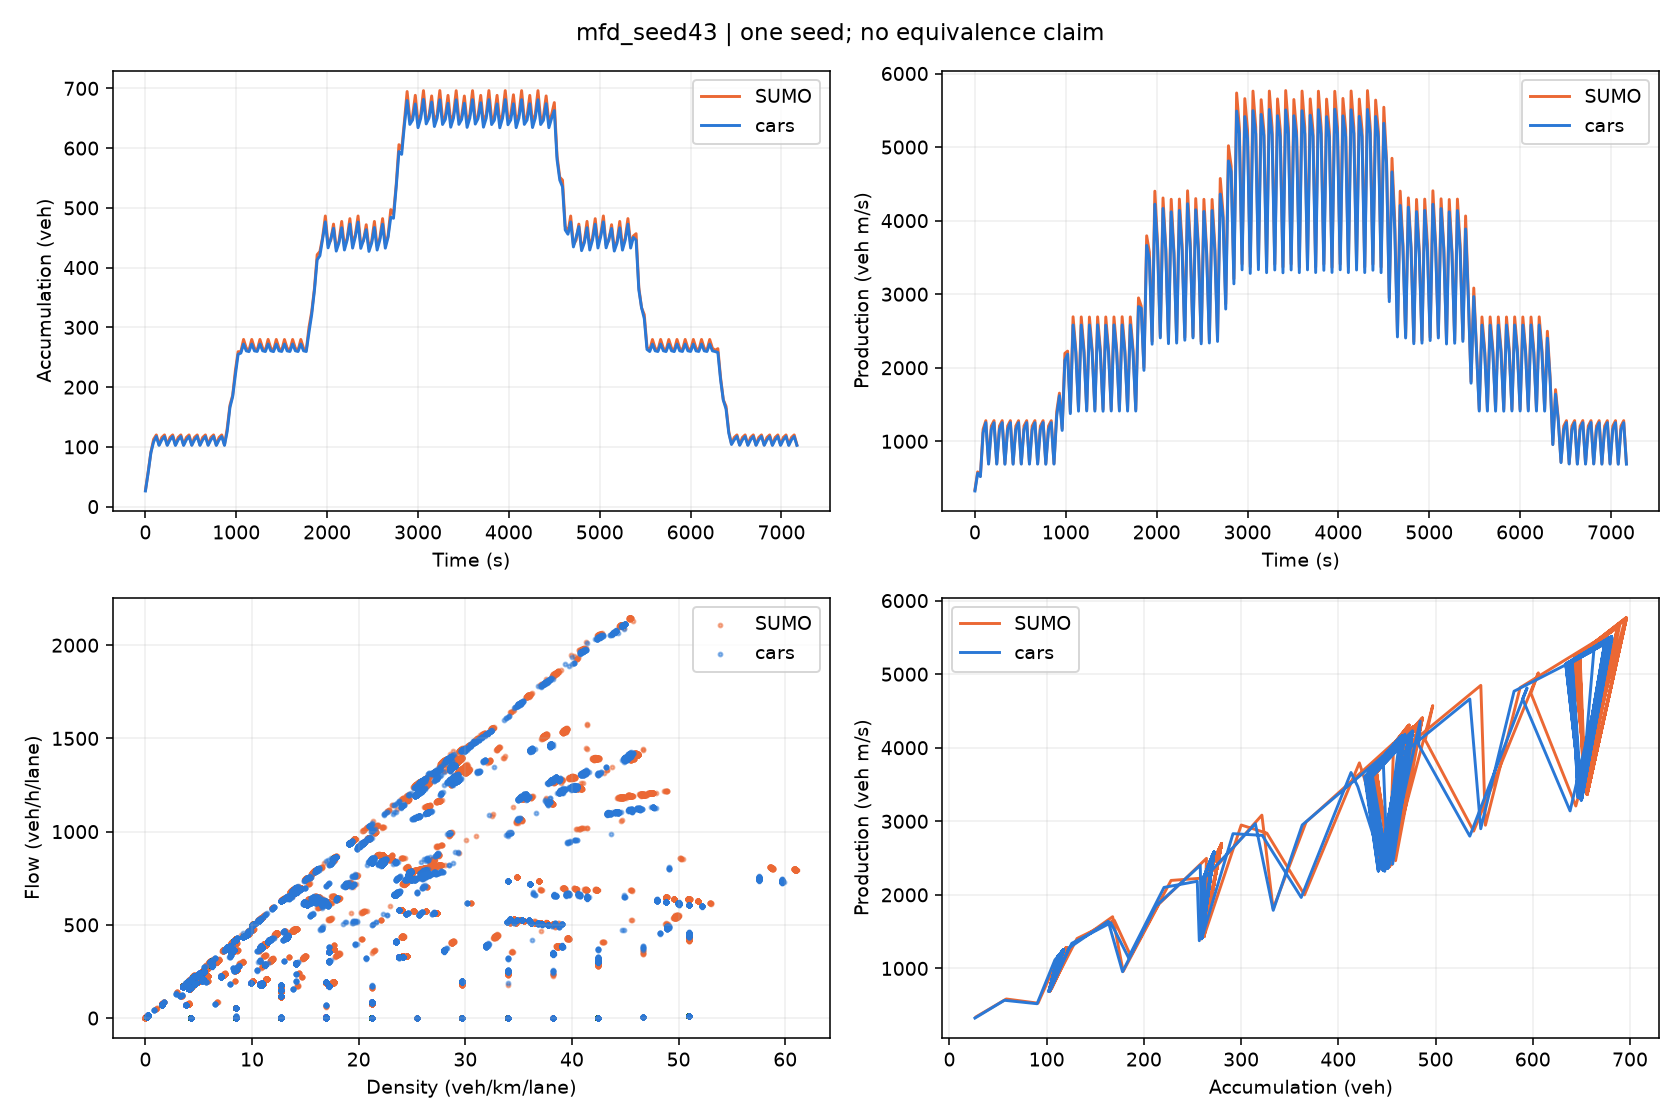 mfd_seed43 | one seed; no equivalence claim
Accumulation (veh)
700
600
500
400
300
200
100
0
SUMO
cars
0 1000 2000 3000 4000 5000 6000 7000
Time (s)
Production (veh m/s)
6000
5000
4000
3000
2000
1000
SUMO
cars
0 1000 2000 3000 4000 5000 6000 7000
Time (s)
Flow (veh/h/lane)
2000
1500
1000
500
0
SUMO
cars
0 10 20 30 40 50 60
Density (veh/km/lane)
Production (veh m/s)
6000
5000
4000
3000
2000
1000
SUMO
cars
0 100 200 300 400 500 600 700
Accumulation (veh)